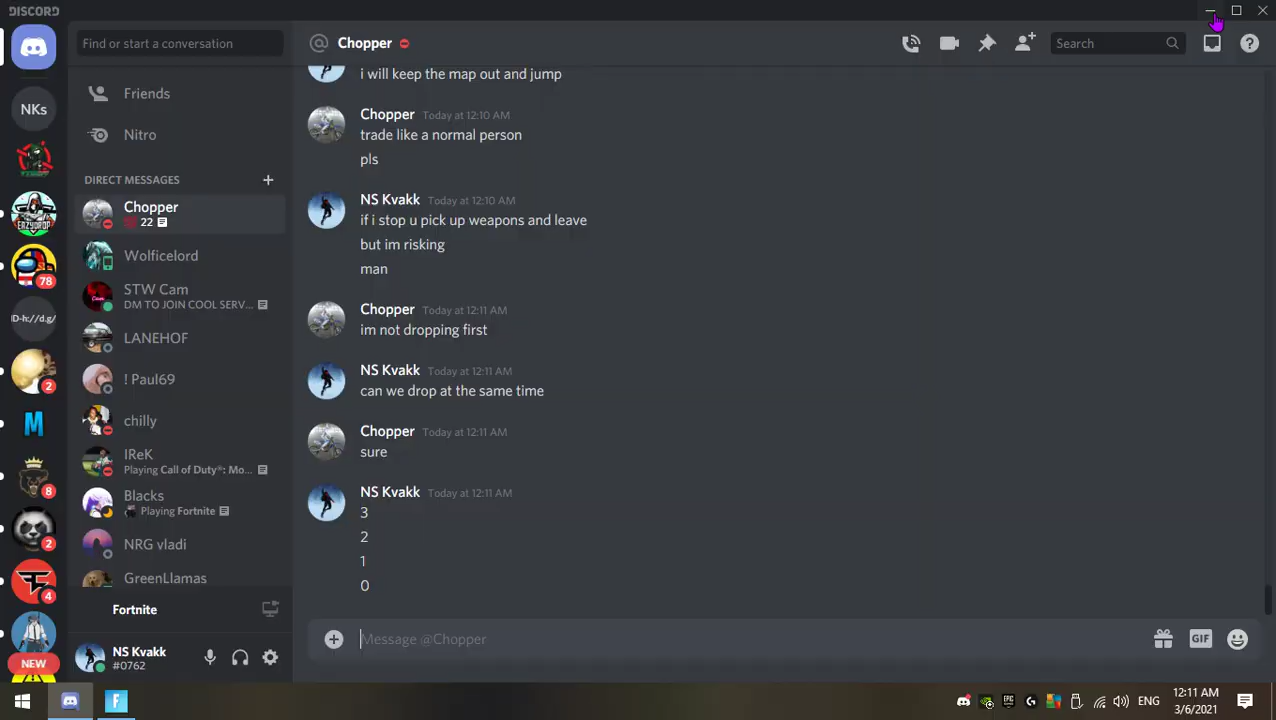 DISCORD
Find or start a conversation
Chopper
Search
NKs
Friends
Nitro
DIRECT MESSAGES
Chopper
22
EAZYDROP
Wolficelord
78
STW Cam
DM TO JOIN COOL SERV...
D-h://d.g/
LANEHOF
2
! Paul69
M
chilly
IReK
Playing Call of Duty®: Mo...
8
Blacks
Playing Fortnite
2
NRG vladi
4
GreenLlamas
Fortnite
NEW
NS Kvakk
#0762
i will keep the map out and jump
Chopper Today at 12:10 AM
trade like a normal person
pls
NS Kvakk Today at 12:10 AM
if i stop u pick up weapons and leave
but im risking
man
Chopper Today at 12:11 AM
im not dropping first
NS Kvakk Today at 12:11 AM
can we drop at the same time
Chopper Today at 12:11 AM
sure
NS Kvakk Today at 12:11 AM
3
2
1
0
Message @Chopper
GIF
ENG
12:11 AM
3/6/2021